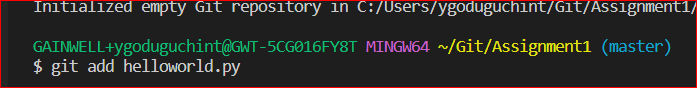 Initialized empty Git repository in C:/Users/ygoduguchint/Git/Assignment1/
GAINWELL+ygoduguchint@GWT-5CG016FY8T MINGW64 ~/Git/Assignment1 (master)
$ git add helloworld.py